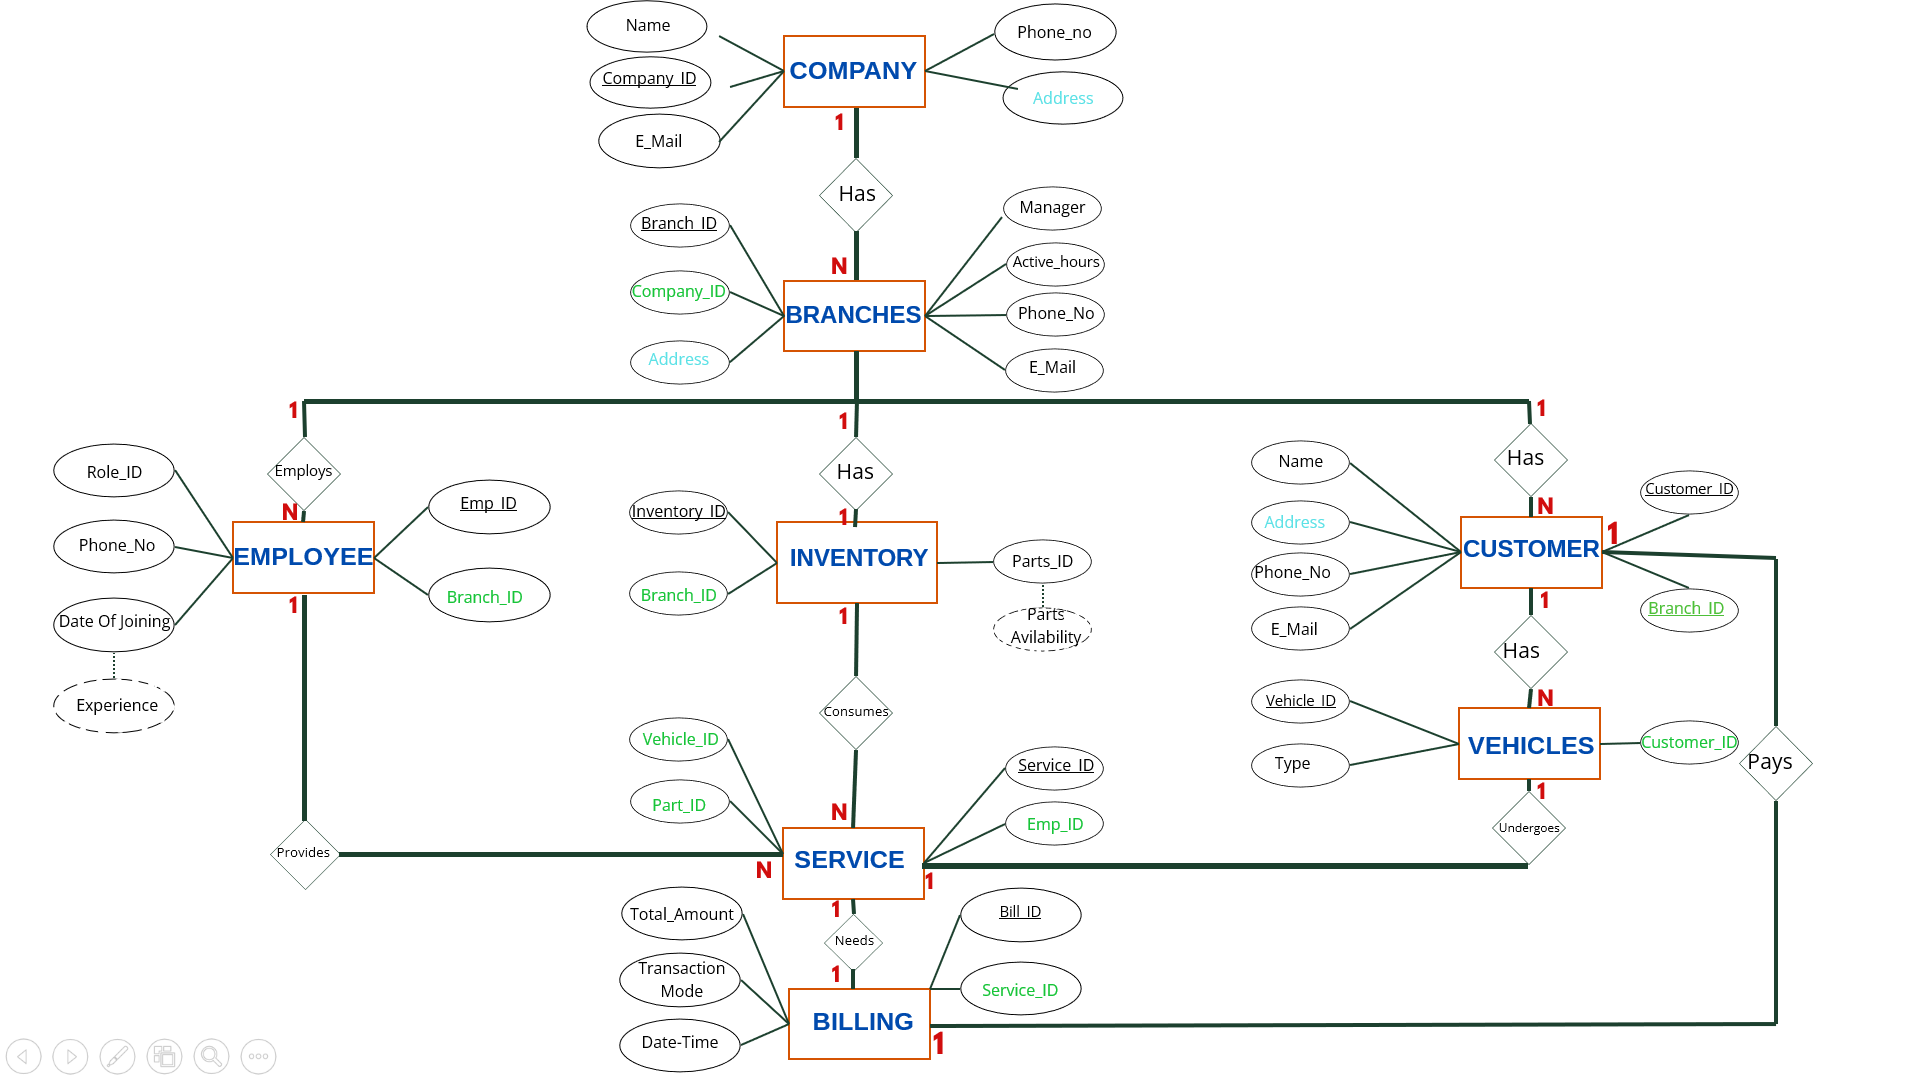 Name
Phone_no
COMPANY
Company_ID
Address
E_Mail
1
Has
Manager
Branch_ID
Active_hours
N
Company_ID
BRANCHES
Phone_No
Address
E_Mail
1
1
1
Employs
Has
Has
Name
Role_ID
Customer_ID
Emp_ID
N
Inventory_ID
1
N
Address
1
Phone_No
EMPLOYEE
INVENTORY
Parts_ID
CUSTOMER
Phone_No
Branch_ID
Branch_ID
1
1
1
Branch_ID
Date Of Joining
Parts
Avilability
E_Mail
Has
Experience
Consumes
Vehicle_ID
N
Vehicle_ID
VEHICLES
Customer_ID
Service_ID
Type
Pays
Part_ID
1
N
Emp_ID
Undergoes
Provides
SERVICE
N
1
1
Total_Amount
Bill_ID
Needs
Transaction
Mode
1
Service_ID
BILLING
Date-Time
1